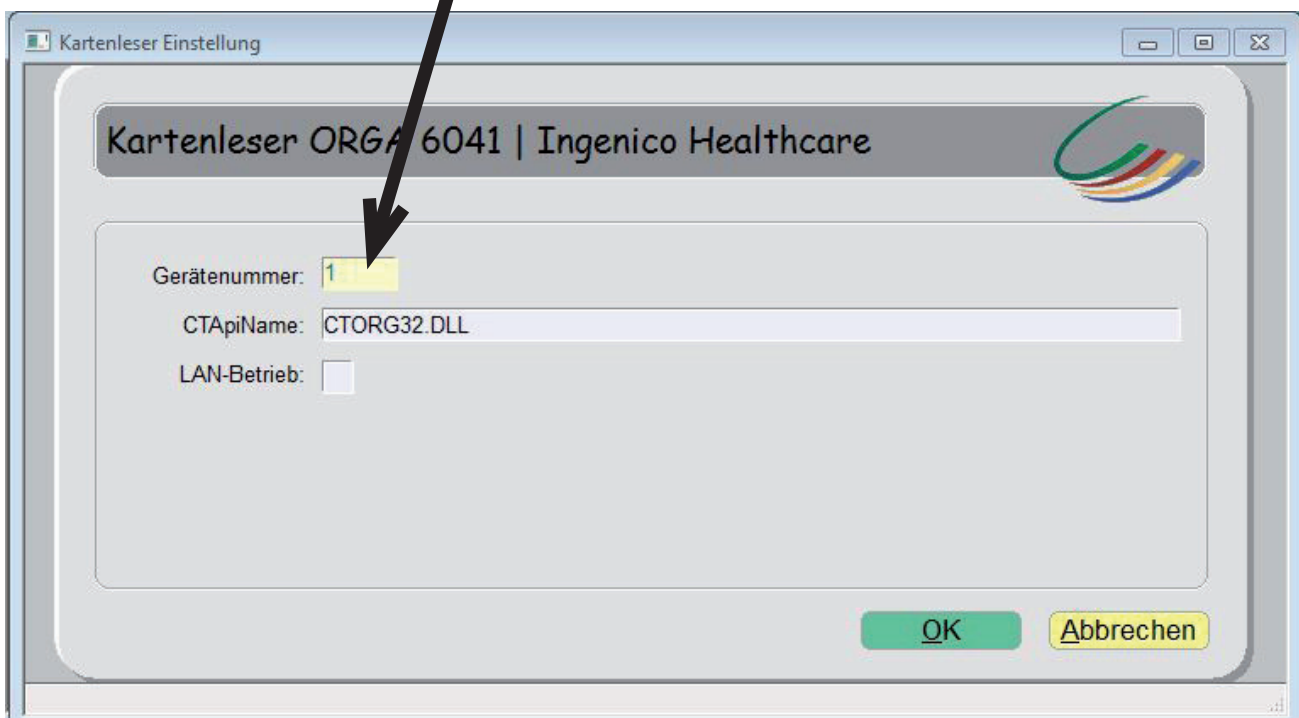 Kartenleser Einstellung
Kartenleser ORGA 6041 | Ingenico Healthcare
Gerätenummer: 1
CTApiName: CTORG32.DLL
LAN-Betrieb:
OK Abbrechen